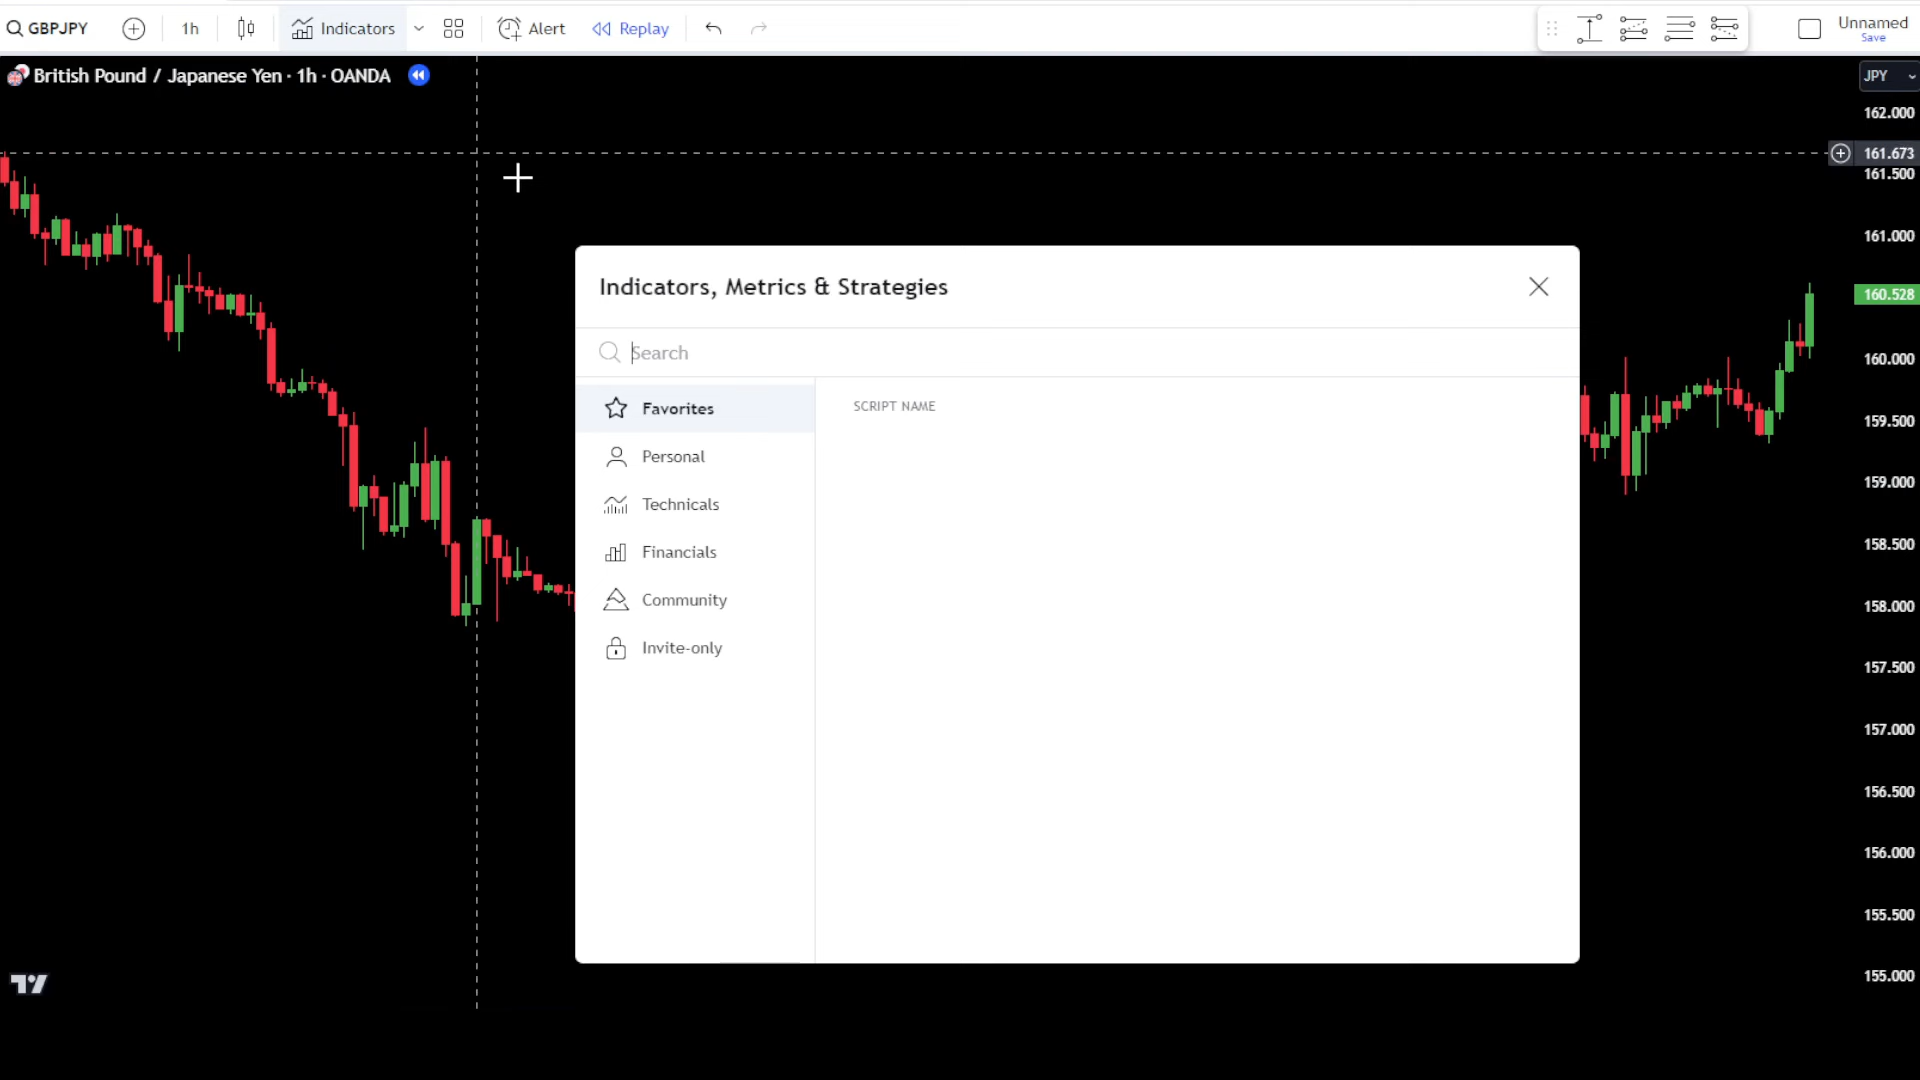 GBPJPY
1h
Indicators
Alert
Replay
Unnamed
Save
British Pound / Japanese Yen · 1h · OANDA
JPY
162.000
161.673
161.500
161.000
160.528
160.000
159.500
159.000
158.500
158.000
157.500
157.000
156.500
156.000
155.500
155.000
Indicators, Metrics & Strategies
Search
Favorites
Personal
Technicals
Financials
Community
Invite-only
SCRIPT NAME